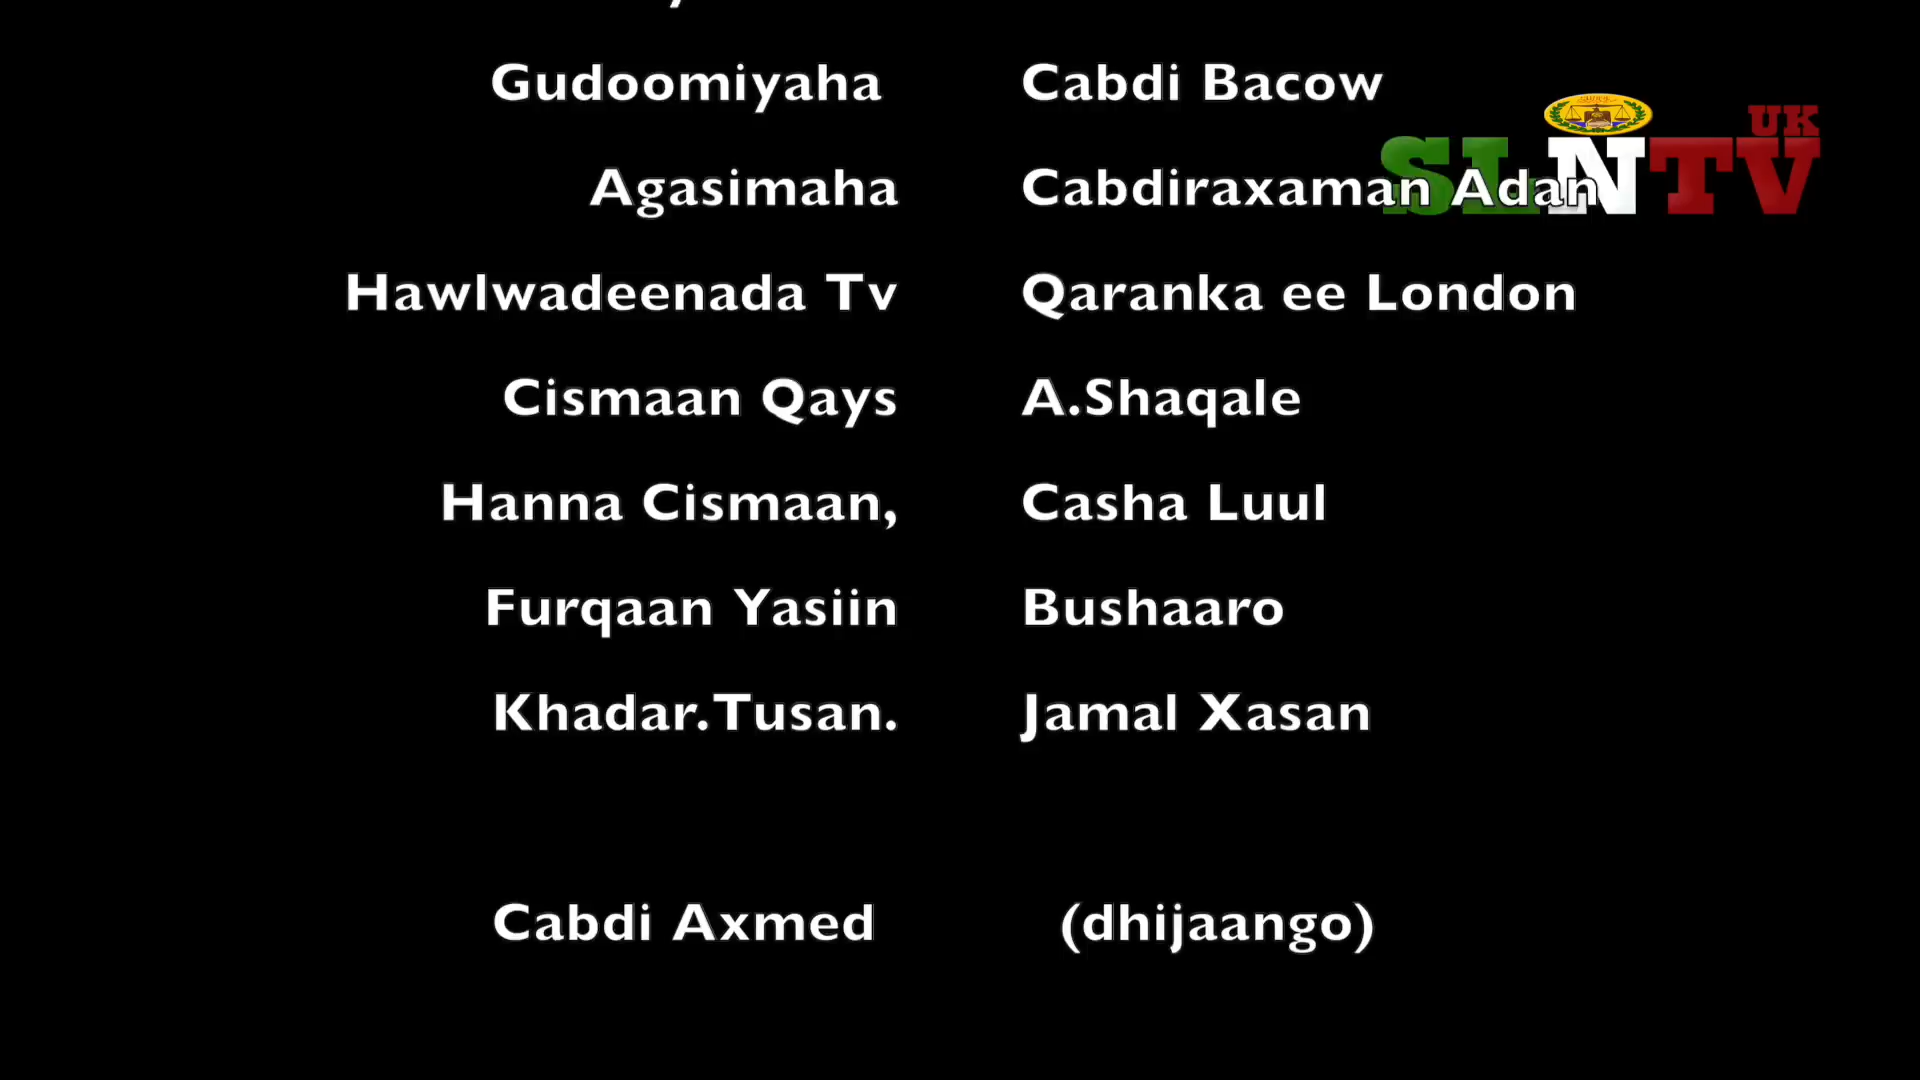 Gudoomiyaha Cabdi Bacow
UK
SLNTV
Agasimaha Cabdiraxaman Adan
Hawlwadeenada Tv Qaranka ee London
Cismaan Qays A.Shaqale
Hanna Cismaan, Casha Luul
Furqaan Yasiin Bushaaro
Khadar.Tusan. Jamal Xasan
Cabdi Axmed (dhijaango)